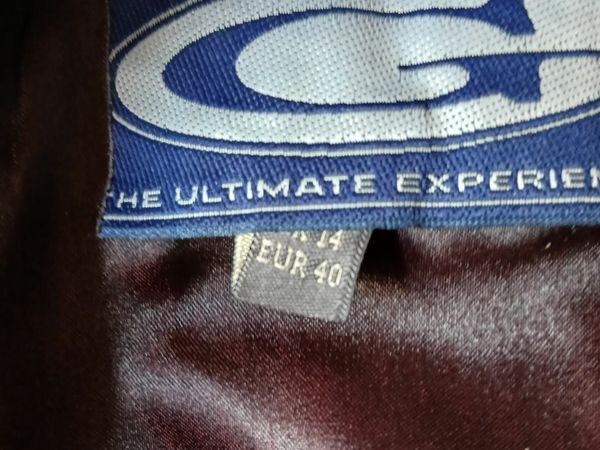 G
THE ULTIMATE EXPERIEN
14
EUR 40